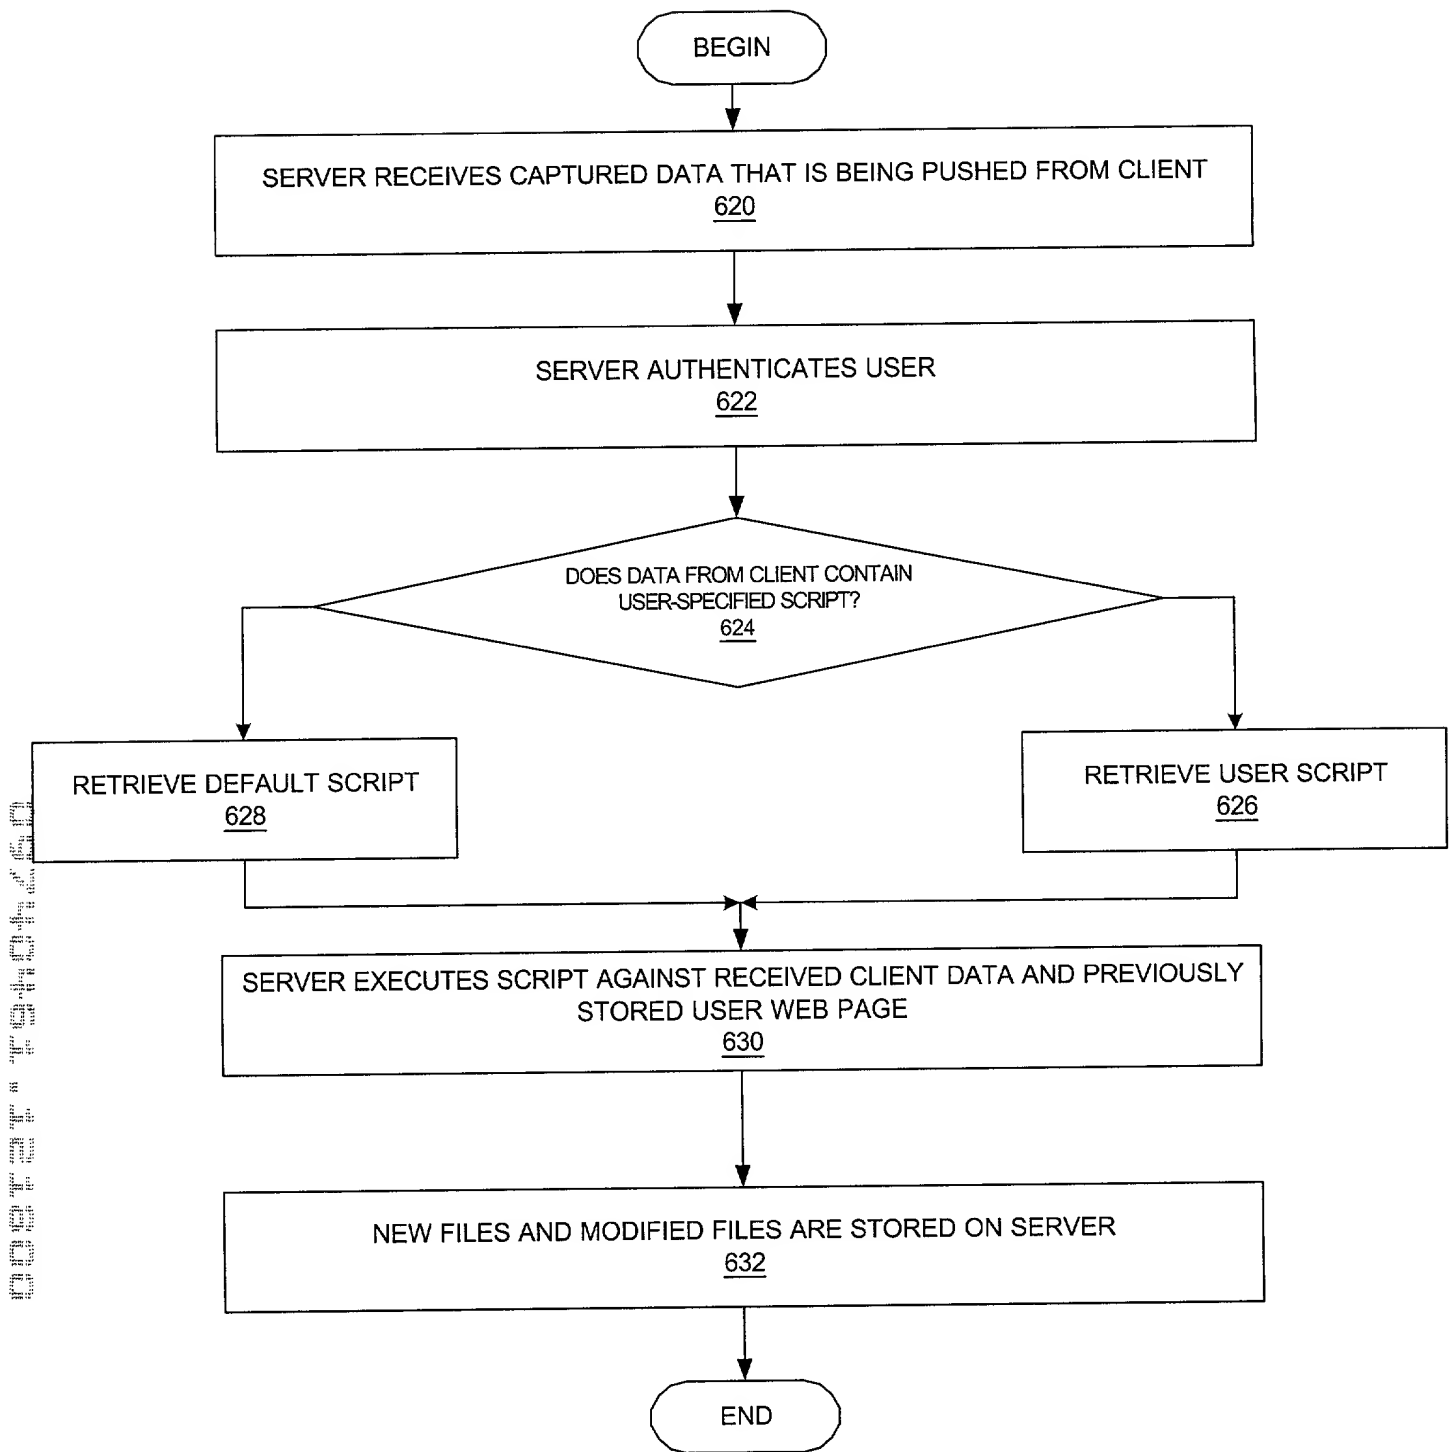 BEGIN
SERVER RECEIVES CAPTURED DATA THAT IS BEING PUSHED FROM CLIENT
620
SERVER AUTHENTICATES USER
622
DOES DATA FROM CLIENT CONTAIN
USER-SPECIFIED SCRIPT?
624
RETRIEVE DEFAULT SCRIPT
628
RETRIEVE USER SCRIPT
626
SERVER EXECUTES SCRIPT AGAINST RECEIVED CLIENT DATA AND PREVIOUSLY
STORED USER WEB PAGE
630
NEW FILES AND MODIFIED FILES ARE STORED ON SERVER
632
END